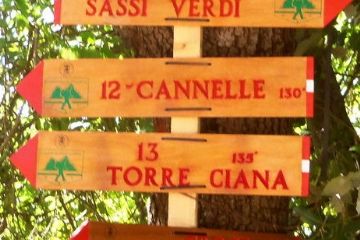 SASSI VERDI
12-CANNELLE 130'
13 135'
TORRE CIANA